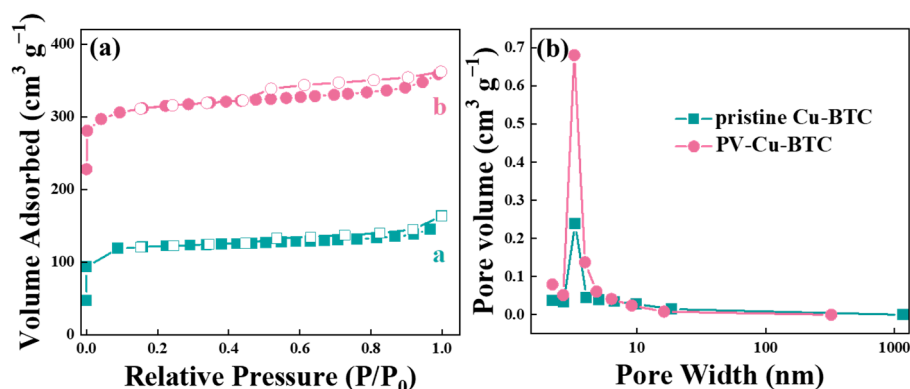 (a)
Volume Adsorbed (cm³ g⁻¹)
400
300
200
100
0
b
a
0.0 0.2 0.4 0.6 0.8 1.0
Relative Pressure (P/P₀)
(b)
Pore volume (cm³ g⁻¹)
0.7
0.6
0.5
0.4
0.3
0.2
0.1
0.0
pristine Cu-BTC
PV-Cu-BTC
10 100 1000
Pore Width (nm)